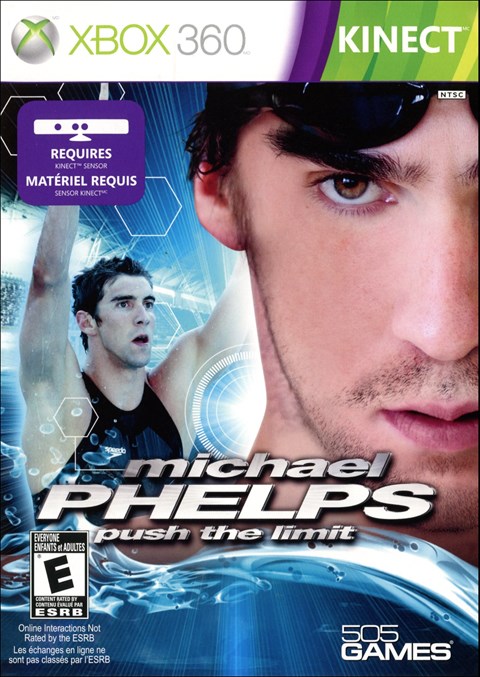 XBOX 360
KINECT
NTSC
REQUIRES
KINECT™ SENSOR
MATÉRIEL REQUIS
SENSOR KINECTMC
speedo
michael
PHELPS
push the limit
EVERYONE
ENFANTS et ADULTES
E
CONTENT RATED BY
CONTENU ÉVALUÉ PAR
ESRB
Online Interactions Not
Rated by the ESRB
Les échanges en ligne ne
sont pas classés par l'ESRB
505
GAMES